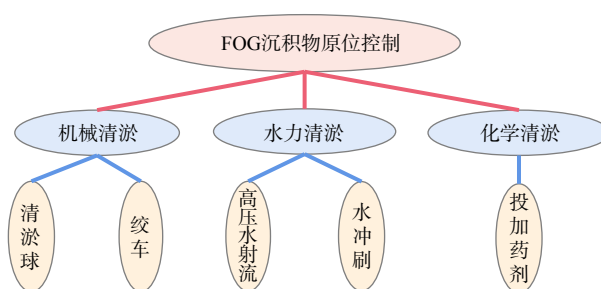 FOG沉积物原位控制
机械清淤
水力清淤
化学清淤
清淤球
绞车
高压水射流
水冲刷
投加药剂